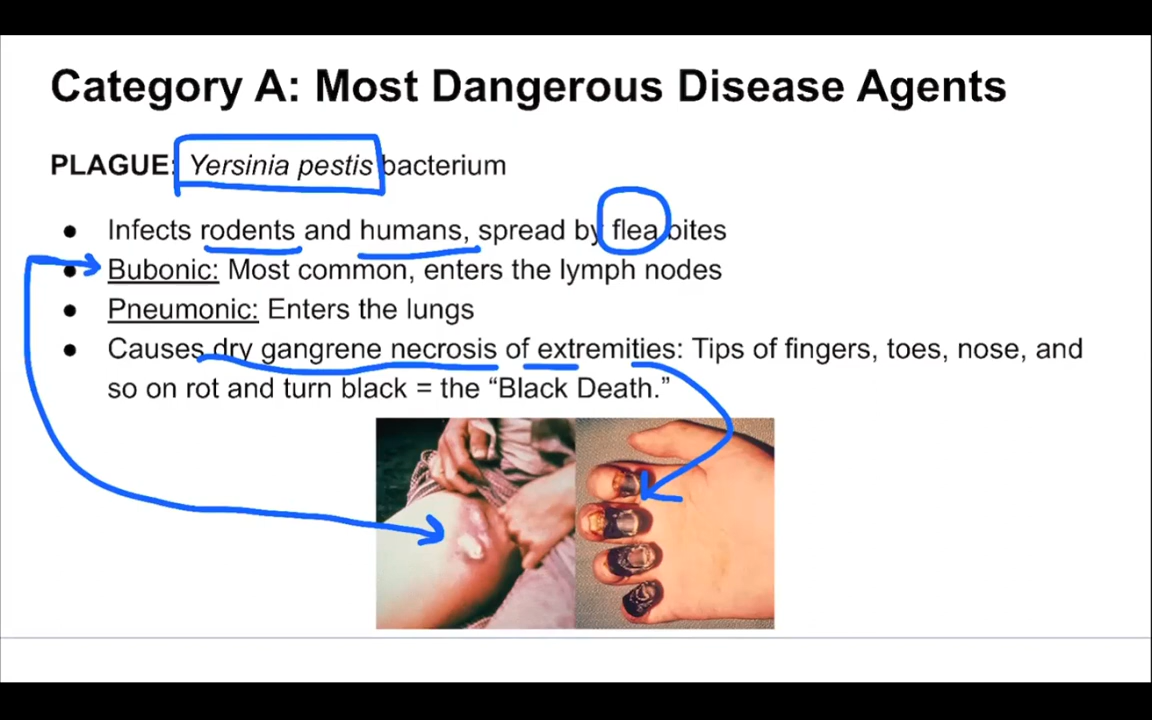 Category A: Most Dangerous Disease Agents
PLAGUE: Yersinia pestis bacterium
● Infects rodents and humans, spread by flea bites
● Bubonic: Most common, enters the lymph nodes
● Pneumonic: Enters the lungs
● Causes dry gangrene necrosis of extremities: Tips of fingers, toes, nose, and
so on rot and turn black = the “Black Death.”